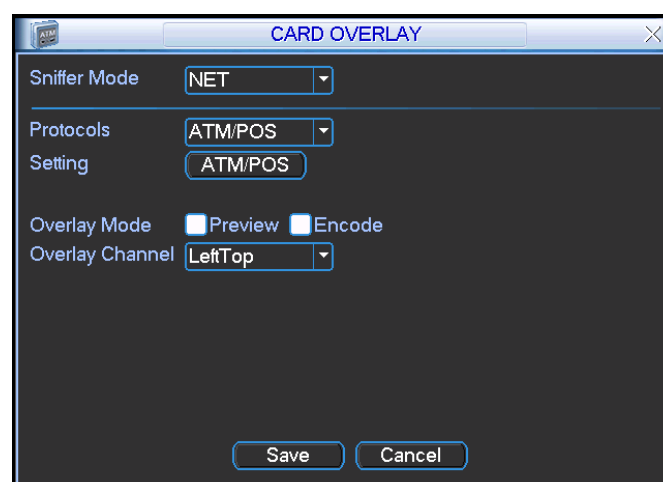 ATM
CARD OVERLAY
Sniffer Mode NET
Protocols ATM/POS
Setting ATM/POS
Overlay Mode Preview Encode
Overlay Channel LeftTop
Save Cancel